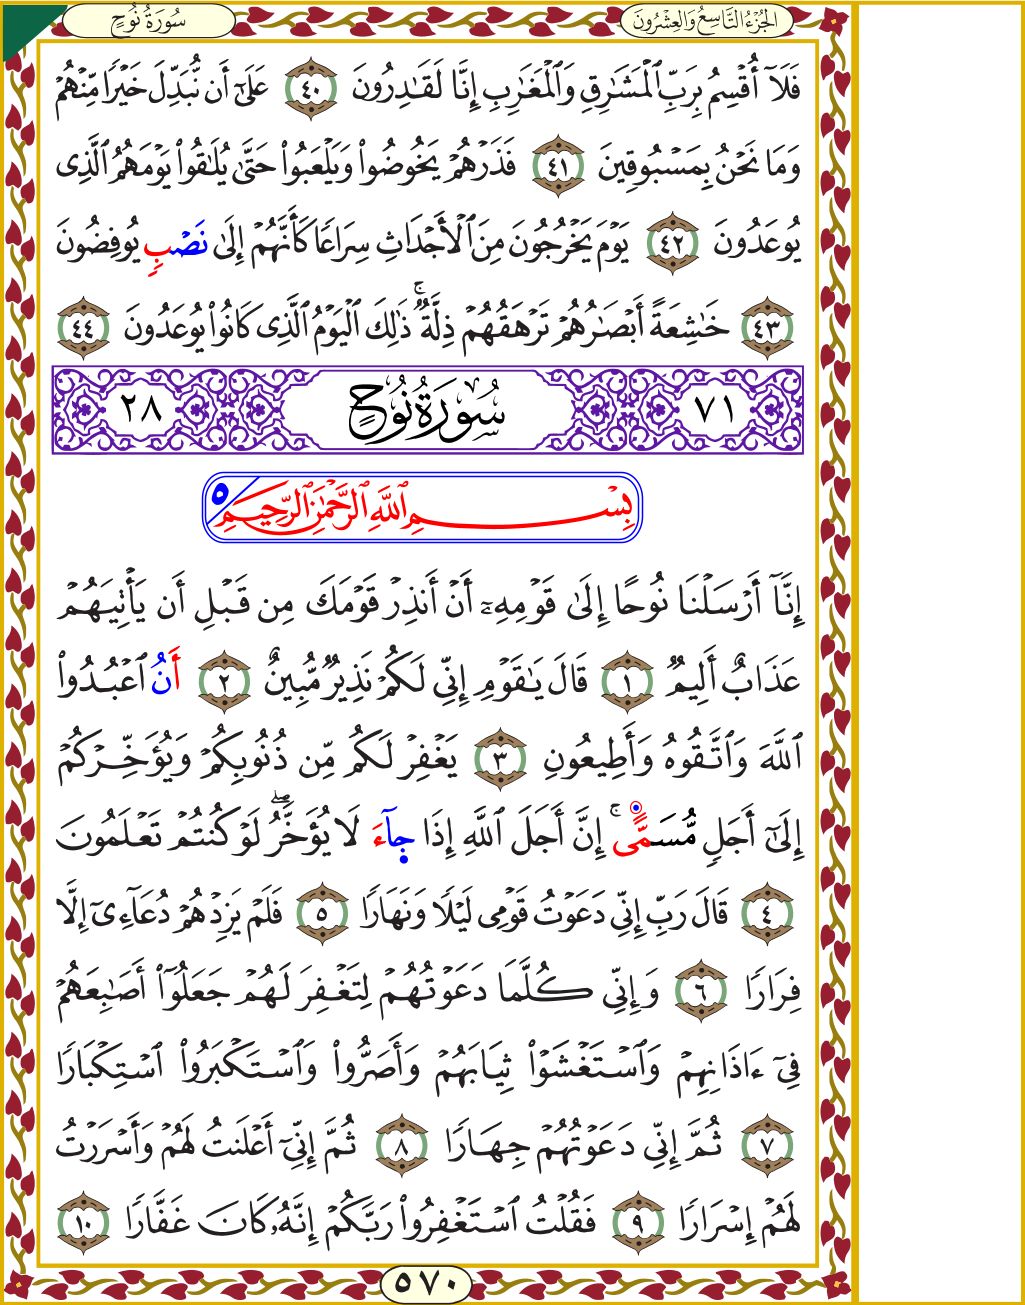 سُورَةُ نُوحٍ
الجُزْءُ التَّاسِعُ وَالعِشْرُونَ
فَلَآ أُقْسِمُ بِرَبِّ ٱلْمَشَٰرِقِ وَٱلْمَغَٰرِبِ إِنَّا لَقَٰدِرُونَ ٤٠ عَلَىٰٓ أَن نُّبَدِّلَ خَيْرًا مِّنْهُمْ
وَمَا نَحْنُ بِمَسْبُوقِينَ ٤١ فَذَرْهُمْ يَخُوضُوا۟ وَيَلْعَبُوا۟ حَتَّىٰ يُلَٰقُوا۟ يَوْمَهُمُ ٱلَّذِى
يُوعَدُونَ ٤٢ يَوْمَ يَخْرُجُونَ مِنَ ٱلْأَجْدَاثِ سِرَاعًا كَأَنَّهُمْ إِلَىٰ نَصْبٍ يُوفِضُونَ
٤٣ خَٰشِعَةً أَبْصَٰرُهُمْ تَرْهَقُهُمْ ذِلَّةٌ ۚ ذَٰلِكَ ٱلْيَوْمُ ٱلَّذِى كَانُوا۟ يُوعَدُونَ ٤٤
٧١ سُورَةُ نُوحٍ ٢٨
بِسْمِ ٱللَّهِ ٱلرَّحْمَٰنِ ٱلرَّحِيمِ ٥
إِنَّآ أَرْسَلْنَا نُوحًا إِلَىٰ قَوْمِهِۦٓ أَنْ أَنذِرْ قَوْمَكَ مِن قَبْلِ أَن يَأْتِيَهُمْ
عَذَابٌ أَلِيمٌ ١ قَالَ يَٰقَوْمِ إِنِّى لَكُمْ نَذِيرٌ مُّبِينٌ ٢ أَنُ ٱعْبُدُوا۟
ٱللَّهَ وَٱتَّقُوهُ وَأَطِيعُونِ ٣ يَغْفِرْ لَكُم مِّن ذُنُوبِكُمْ وَيُؤَخِّرْكُمْ
إِلَىٰٓ أَجَلٍ مُّسَمًّى ۚ إِنَّ أَجَلَ ٱللَّهِ إِذَا جَآءَ لَا يُؤَخَّرُ ۖ لَوْ كُنتُمْ تَعْلَمُونَ
٤ قَالَ رَبِّ إِنِّى دَعَوْتُ قَوْمِى لَيْلًا وَنَهَارًا ٥ فَلَمْ يَزِدْهُمْ دُعَآءِىٓ إِلَّا
فِرَارًا ٦ وَإِنِّى كُلَّمَا دَعَوْتُهُمْ لِتَغْفِرَ لَهُمْ جَعَلُوٓا۟ أَصَٰبِعَهُمْ
فِىٓ ءَاذَانِهِمْ وَٱسْتَغْشَوْا۟ ثِيَابَهُمْ وَأَصَرُّوا۟ وَٱسْتَكْبَرُوا۟ ٱسْتِكْبَارًا
٧ ثُمَّ إِنِّى دَعَوْتُهُمْ جِهَارًا ٨ ثُمَّ إِنِّىٓ أَعْلَنتُ لَهُمْ وَأَسْرَرْتُ
لَهُمْ إِسْرَارًا ٩ فَقُلْتُ ٱسْتَغْفِرُوا۟ رَبَّكُمْ إِنَّهُۥ كَانَ غَفَّارًا ١٠
٥٧٠